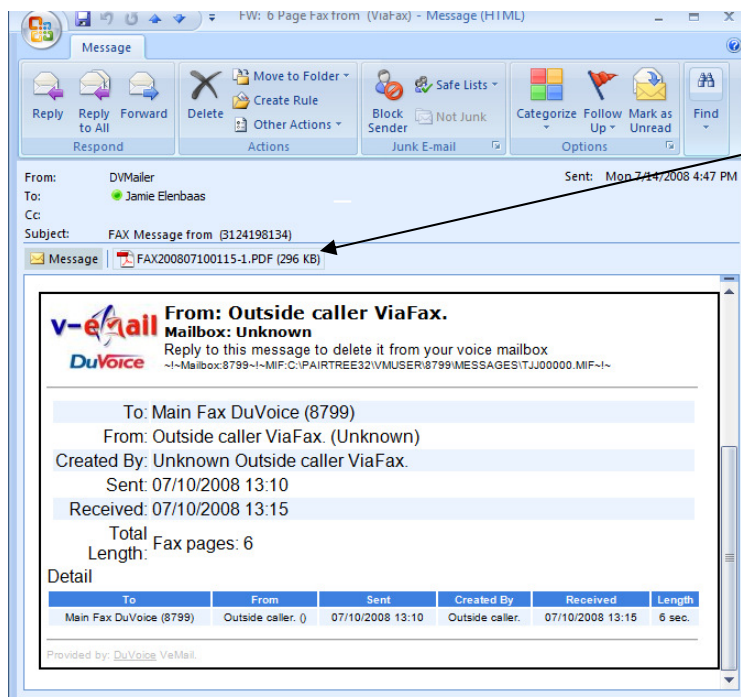 FW: 6 Page Fax from (ViaFax) - Message (HTML)
Message
Reply
Reply to All
Forward
Delete
Move to Folder
Create Rule
Other Actions
Block Sender
Safe Lists
Not Junk
Categorize
Follow Up
Mark as Unread
Find
Respond
Actions
Junk E-mail
Options
From: DVMailer
Sent: Mon 7/14/2008 4:47 PM
To: Jamie Elenbaas
Cc:
Subject: FAX Message from (3124198134)
Message
FAX200807100115-1.PDF (296 KB)
v-email
DuVoice
From: Outside caller ViaFax.
Mailbox: Unknown
Reply to this message to delete it from your voice mailbox
~!~Mailbox:8799~!~MIF:C:\PAIRTREE32\VMUSER\8799\MESSAGES\TJJ00000.MIF~!~
To: Main Fax DuVoice (8799)
From: Outside caller ViaFax. (Unknown)
Created By: Unknown Outside caller ViaFax.
Sent: 07/10/2008 13:10
Received: 07/10/2008 13:15
Total Length: Fax pages: 6
Detail
To From Sent Created By Received Length
Main Fax DuVoice (8799) Outside caller. () 07/10/2008 13:10 Outside caller. 07/10/2008 13:15 6 sec.
Provided by: DuVoice VeMail.